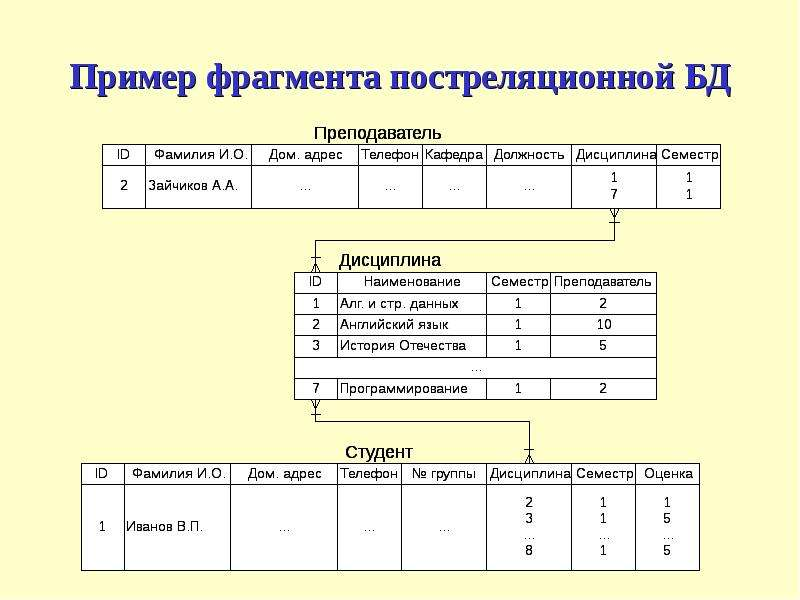 Пример фрагмента постреляционной БД
Преподаватель
ID Фамилия И.О. Дом. адрес Телефон Кафедра Должность Дисциплина Семестр
2 Зайчиков А.А. ... ... ... ... 1 1
7 1
Дисциплина
ID Наименование Семестр Преподаватель
1 Алг. и стр. данных 1 2
2 Английский язык 1 10
3 История Отечества 1 5
...
7 Программирование 1 2
Студент
ID Фамилия И.О. Дом. адрес Телефон № группы Дисциплина Семестр Оценка
1 Иванов В.П. ... ... ... 2 1 1
3 1 5
... ... ...
8 1 5